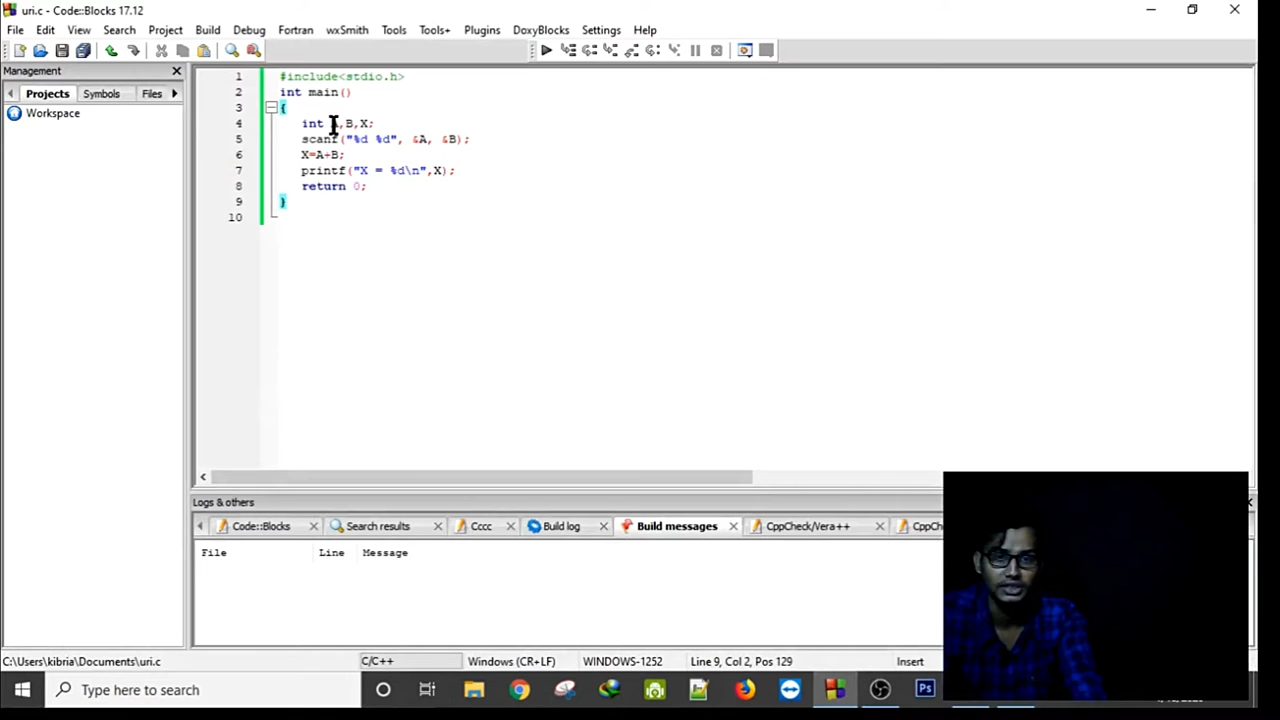 uri.c - Code::Blocks 17.12
File Edit View Search Project Build Debug Fortran wxSmith Tools Tools+ Plugins DoxyBlocks Settings Help
Management
Projects Symbols Files
Workspace
1 #include<stdio.h>
2 int main()
3 {
4 int ,B,X;
5 scanf("%d %d", &A, &B);
6 X=A+B;
7 printf("X = %d\n",X);
8 return 0;
9 }
10
Logs & others
Code::Blocks Search results Cccc Build log Build messages CppCheck/Vera++ CppCh
File Line Message
C:\Users\kibria\Documents\uri.c C/C++ Windows (CR+LF) WINDOWS-1252 Line 9, Col 2, Pos 129 Insert
Type here to search Ps